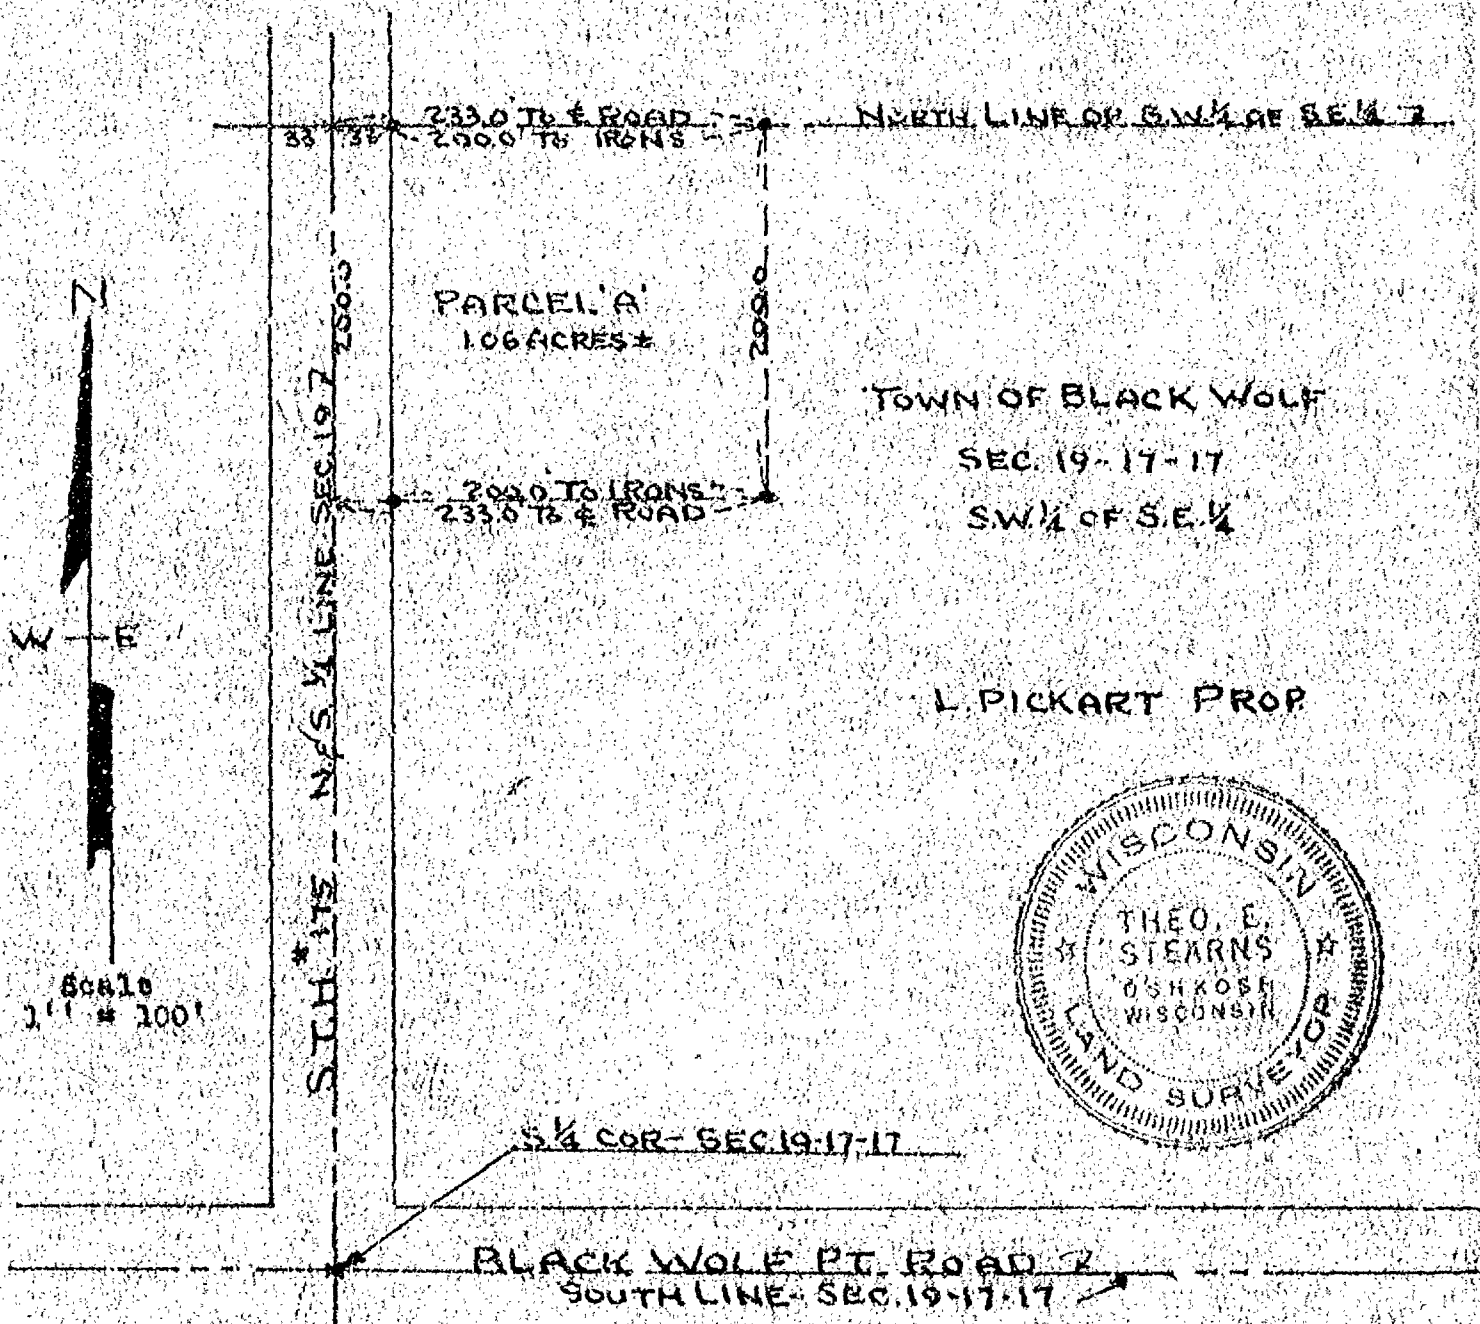 233.0 To ℄ ROAD
200.0 To IRONS
33 33
NORTH LINE OF S.W.¼ OF S.E.¼
N
200.0
PARCEL 'A'
1.06 ACRES ±
200.0
TOWN OF BLACK WOLF
SEC. 19-17-17
S.W.¼ OF S.E.¼
200.0 To IRONS
233.0 To ℄ ROAD
W E
L. PICKART PROP.
S.T.H. # 175 N.&S. ¼ LINE SEC. 19
Scale
1'' = 100'
WISCONSIN
THEO. E.
STEARNS
OSHKOSH
WISCONSIN
LAND SURVEYOR
S.¼ COR- SEC.19-17-17
BLACK WOLF PT. ROAD
SOUTH LINE- SEC.19-17-17